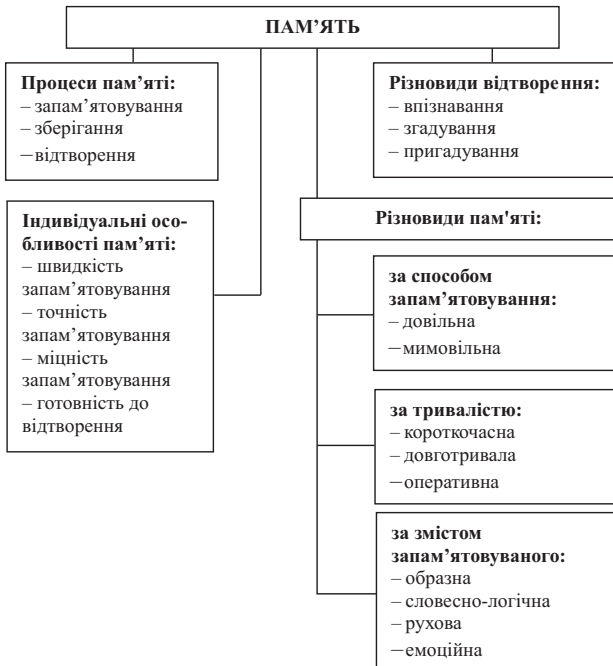 ПАМ’ЯТЬ
Процеси пам’яті:
– запам’ятовування
– зберігання
– відтворення
Різновиди відтворення:
– впізнавання
– згадування
– пригадування
Індивідуальні осо-
бливості пам’яті:
– швидкість
запам’ятовування
– точність
запам’ятовування
– міцність
запам’ятовування
– готовність до
відтворення
Різновиди пам'яті:
за способом
запам’ятовування:
– довільна
– мимовільна
за тривалістю:
– короткочасна
– довготривала
– оперативна
за змістом
запам’ятовуваного:
– образна
– словесно-логічна
– рухова
– емоційна